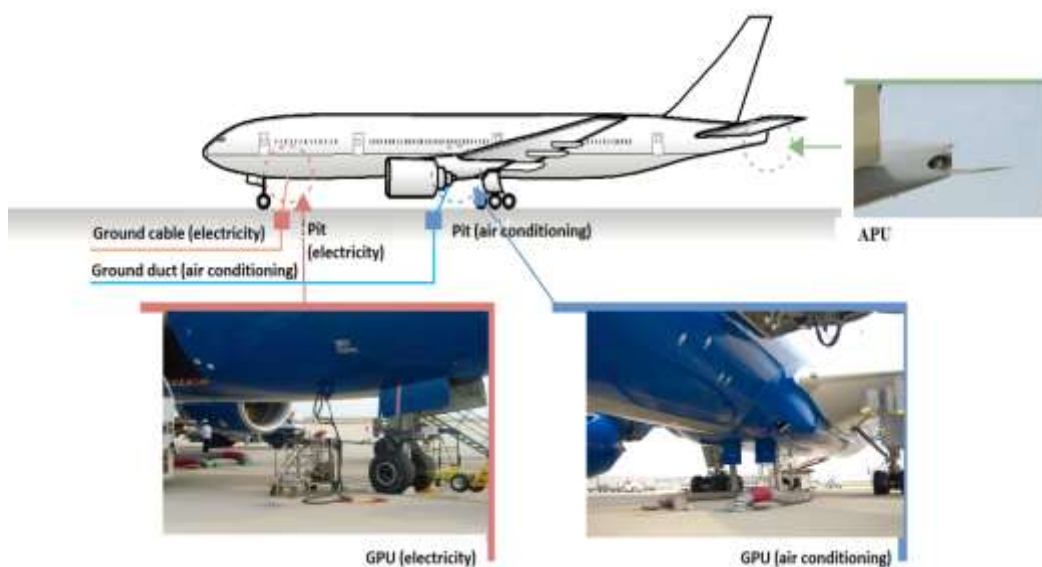 APU
Ground cable (electricity)
Pit
(electricity)
Pit (air conditioning)
Ground duct (air conditioning)
GPU (electricity)
GPU (air conditioning)